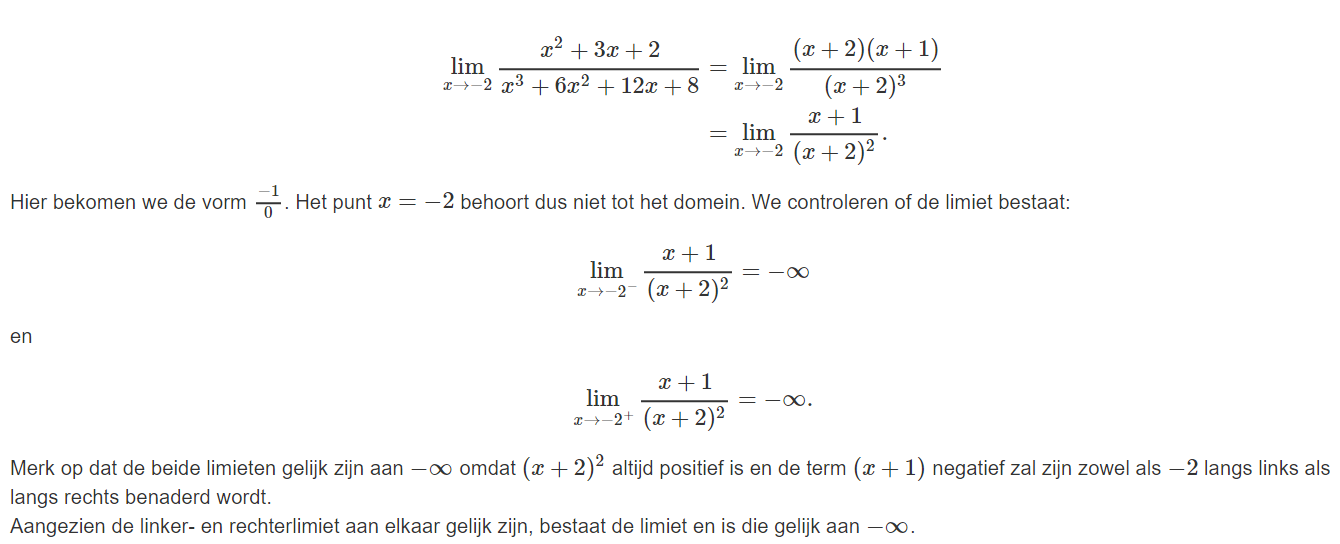 $$\lim_{x \to -2} \frac{x^2 + 3x + 2}{x^3 + 6x^2 + 12x + 8} = \lim_{x \to -2} \frac{(x + 2)(x + 1)}{(x + 2)^3}$$
$$= \lim_{x \to -2} \frac{x + 1}{(x + 2)^2}.$$
Hier bekomen we de vorm $\frac{-1}{0}$. Het punt $x = -2$ behoort dus niet tot het domein. We controleren of de limiet bestaat:
$$\lim_{x \to -2^-} \frac{x + 1}{(x + 2)^2} = -\infty$$
en
$$\lim_{x \to -2^+} \frac{x + 1}{(x + 2)^2} = -\infty.$$
Merk op dat de beide limieten gelijk zijn aan $-\infty$ omdat $(x + 2)^2$ altijd positief is en de term $(x + 1)$ negatief zal zijn zowel als $-2$ langs links als
langs rechts benaderd wordt.
Aangezien de linker- en rechterlimiet aan elkaar gelijk zijn, bestaat de limiet en is die gelijk aan $-\infty$.